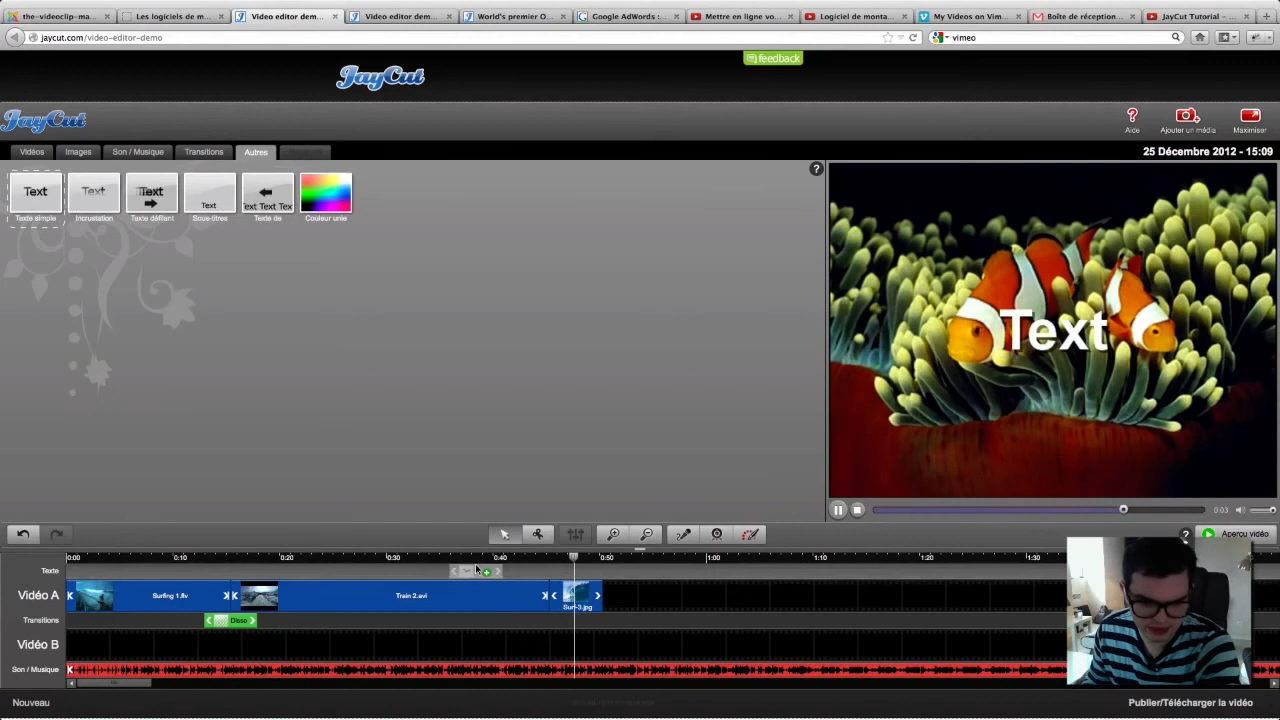 the-videoclip-ma...
Les logiciels de m...
Video editor dem...
Video editor dem...
World's premier O...
Google AdWords :...
Mettre en ligne vo...
Logiciel de monta...
My Videos on Vim...
Boîte de réception...
JayCut Tutorial – ...
jaycut.com/video-editor-demo
vimeo
feedback
JayCut
JayCut
Aide
Ajouter un média
Maximiser
Vidéos
Images
Son / Musique
Transitions
Autres
25 Décembre 2012 - 15:09
Text
Text
Text
Text
Text Text Tex
Texte simple
Incrustation
Texte défilant
Sous-titres
Texte de
Couleur unie
Text
0:03
Aperçu vidéo
0:00
0:10
0:20
0:30
0:40
0:50
1:00
1:10
1:20
1:30
Texte
Vidéo A
Surfing 1.flv
Train 2.avi
Surf-3.jpg
Transitions
Disso
Vidéo B
Son / Musique
Nouveau
Publier/Télécharger la vidéo